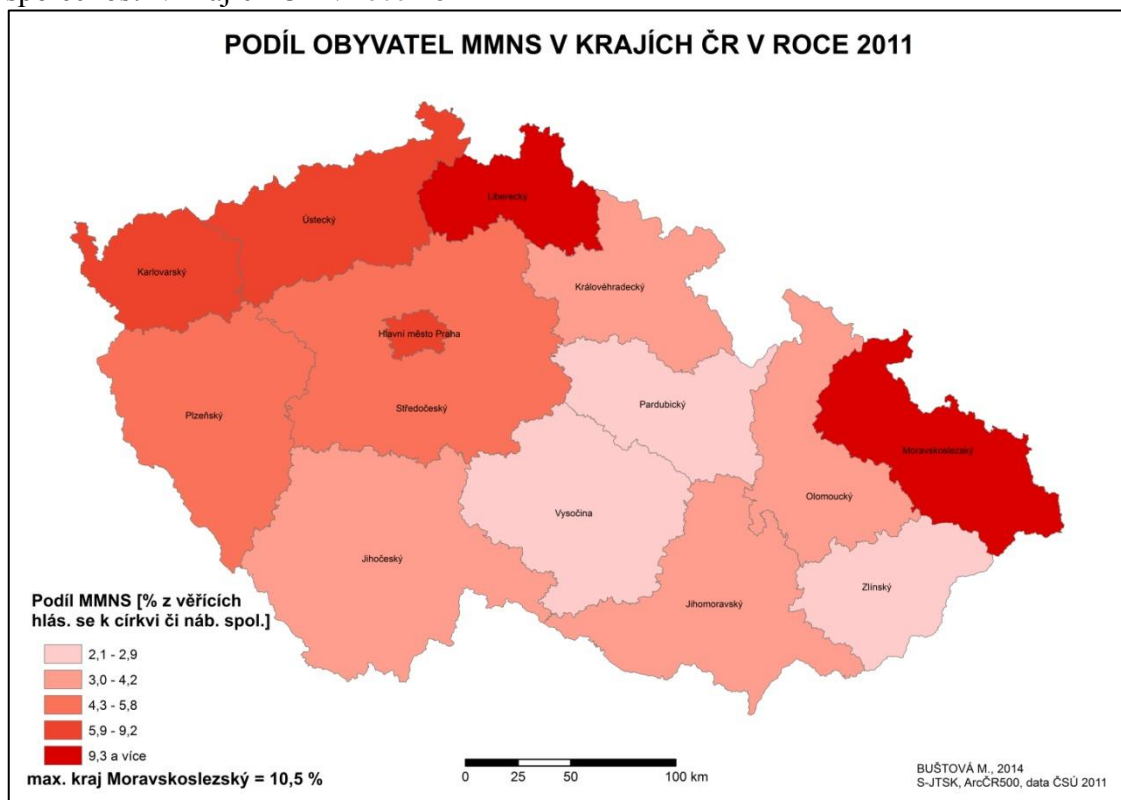 PODÍL OBYVATEL MMNS V KRAJÍCH ČR V ROCE 2011
Liberecký
Ústecký
Karlovarský
Královéhradecký
Hlavní město Praha
Středočeský
Plzeňský
Pardubický
Moravskoslezský
Olomoucký
Vysočina
Jihočeský
Zlínský
Jihomoravský
Podíl MMNS [% z věřících
hlás. se k církvi či náb. spol.]
2,1 - 2,9
3,0 - 4,2
4,3 - 5,8
5,9 - 9,2
9,3 a více
max. kraj Moravskoslezský = 10,5 %
0 25 50 100 km
BUŠTOVÁ M., 2014
S-JTSK, ArcČR500, data ČSÚ 2011